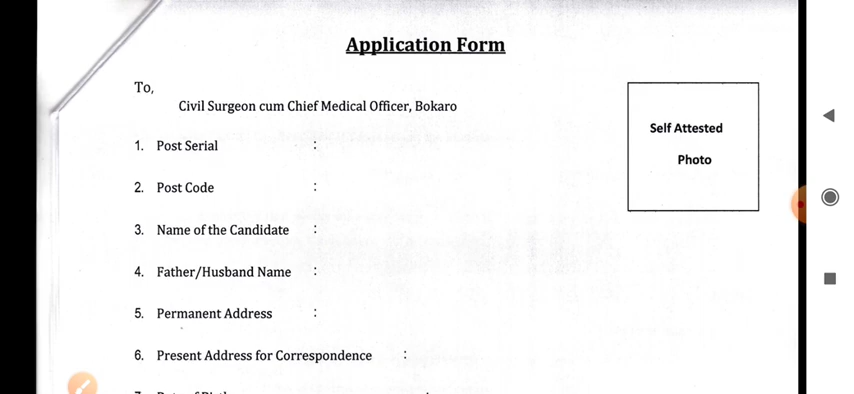 Application Form
To,
Civil Surgeon cum Chief Medical Officer, Bokaro
Self Attested
Photo
1. Post Serial :
2. Post Code :
3. Name of the Candidate :
4. Father/Husband Name :
5. Permanent Address :
6. Present Address for Correspondence :